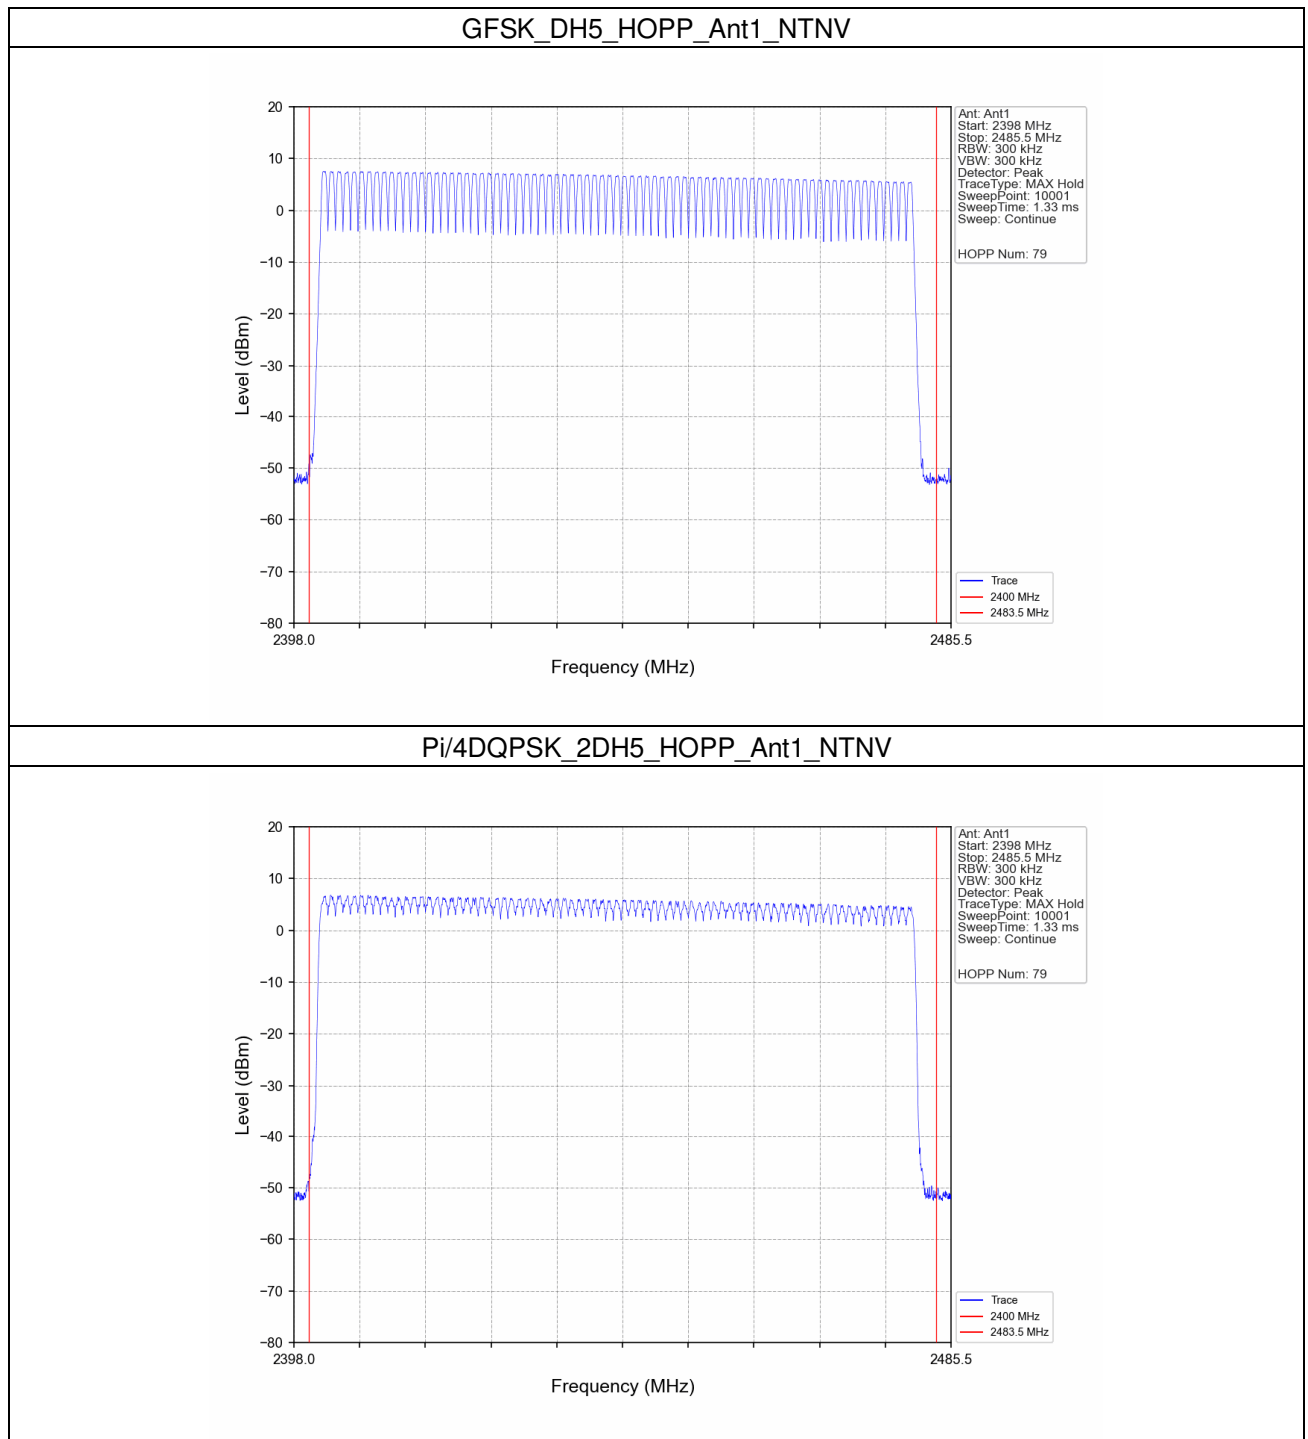 GFSK_DH5_HOPP_Ant1_NTNV
20
10
0
−10
−20
−30
−40
−50
−60
−70
−80
Level (dBm)
2398.0
2485.5
Frequency (MHz)
Ant: Ant1
Start: 2398 MHz
Stop: 2485.5 MHz
RBW: 300 kHz
VBW: 300 kHz
Detector: Peak
TraceType: MAX Hold
SweepPoint: 10001
SweepTime: 1.33 ms
Sweep: Continue
HOPP Num: 79
Trace
2400 MHz
2483.5 MHz
Pi/4DQPSK_2DH5_HOPP_Ant1_NTNV
20
10
0
−10
−20
−30
−40
−50
−60
−70
−80
Level (dBm)
2398.0
2485.5
Frequency (MHz)
Ant: Ant1
Start: 2398 MHz
Stop: 2485.5 MHz
RBW: 300 kHz
VBW: 300 kHz
Detector: Peak
TraceType: MAX Hold
SweepPoint: 10001
SweepTime: 1.33 ms
Sweep: Continue
HOPP Num: 79
Trace
2400 MHz
2483.5 MHz